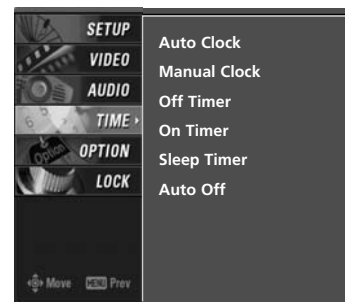 SETUP
VIDEO
AUDIO
TIME
OPTION
LOCK
Move MENU Prev
Auto Clock
Manual Clock
Off Timer
On Timer
Sleep Timer
Auto Off